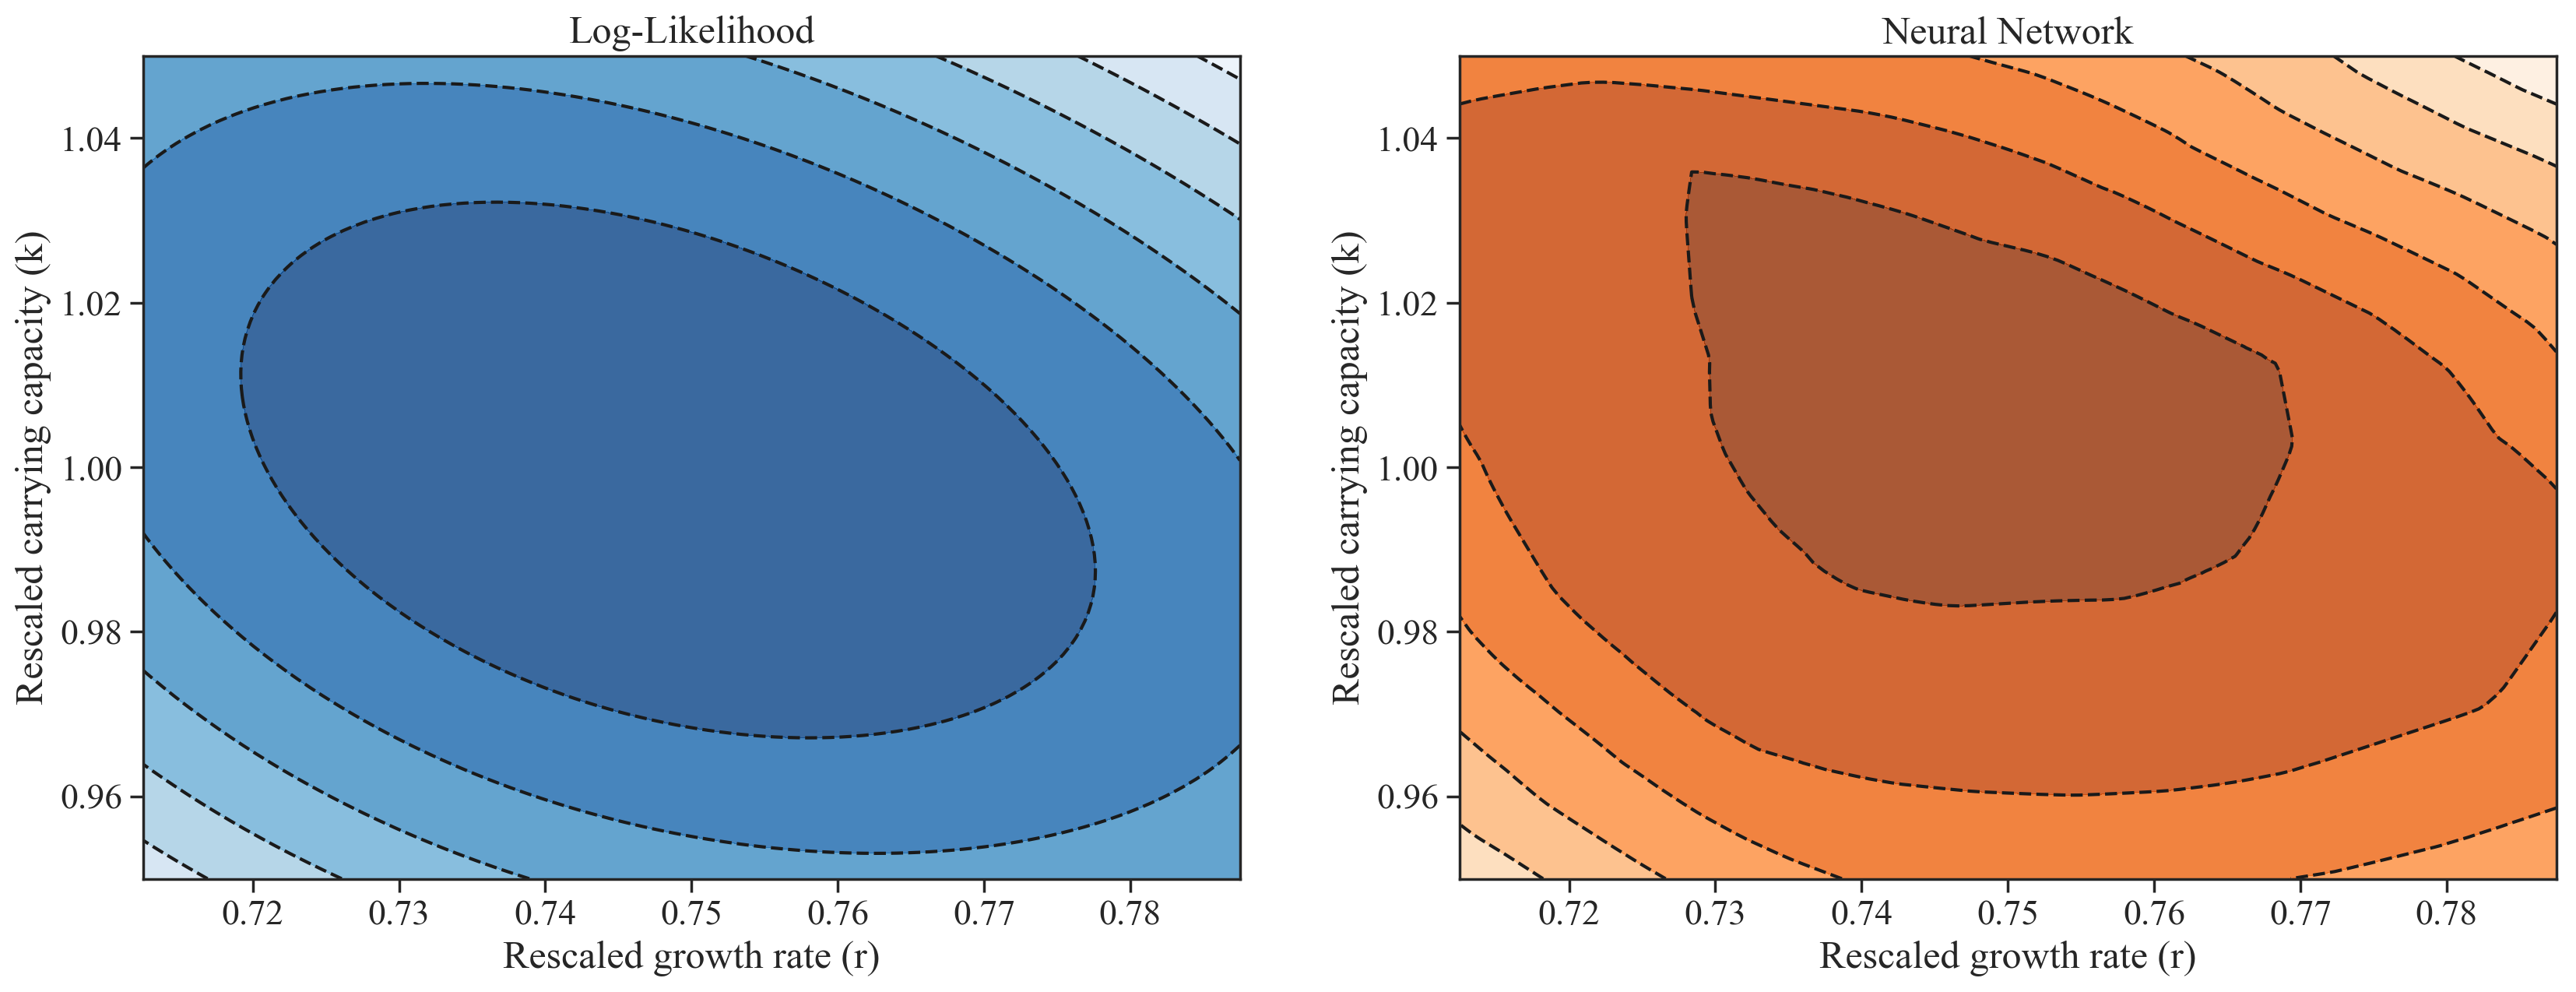 Log-Likelihood
Rescaled carrying capacity (k)
1.04
1.02
1.00
0.98
0.96
0.72 0.73 0.74 0.75 0.76 0.77 0.78
Rescaled growth rate (r)
Neural Network
Rescaled carrying capacity (k)
1.04
1.02
1.00
0.98
0.96
0.72 0.73 0.74 0.75 0.76 0.77 0.78
Rescaled growth rate (r)